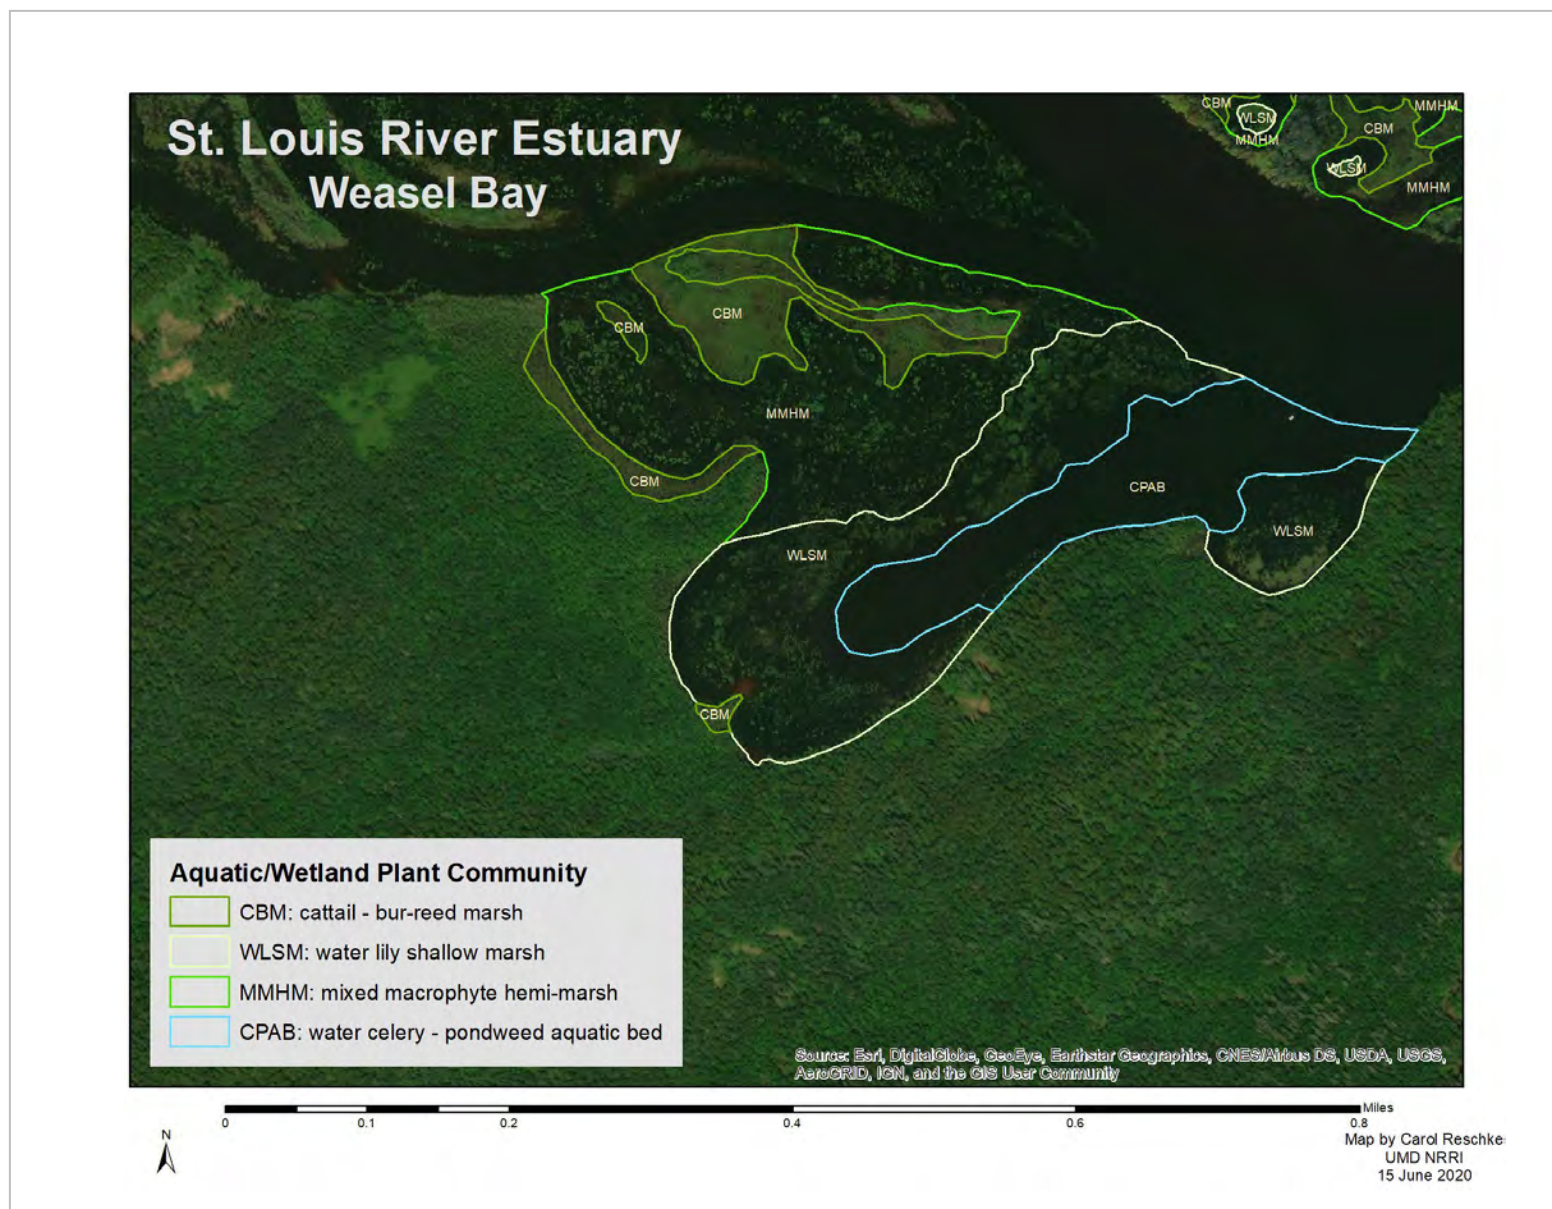 St. Louis River Estuary
Weasel Bay
CBM
WLSM
MMHM
MMHM
CBM
WLSM
MMHM
CBM
CBM
MMHM
CBM
CPAB
WLSM
WLSM
CBM
Aquatic/Wetland Plant Community
CBM: cattail - bur-reed marsh
WLSM: water lily shallow marsh
MMHM: mixed macrophyte hemi-marsh
CPAB: water celery - pondweed aquatic bed
Source: Esri, DigitalGlobe, GeoEye, Earthstar Geographics, CNES/Airbus DS, USDA, USGS,
AeroGRID, IGN, and the GIS User Community
0 0.1 0.2 0.4 0.6 0.8 Miles
N
Map by Carol Reschke
UMD NRRI
15 June 2020